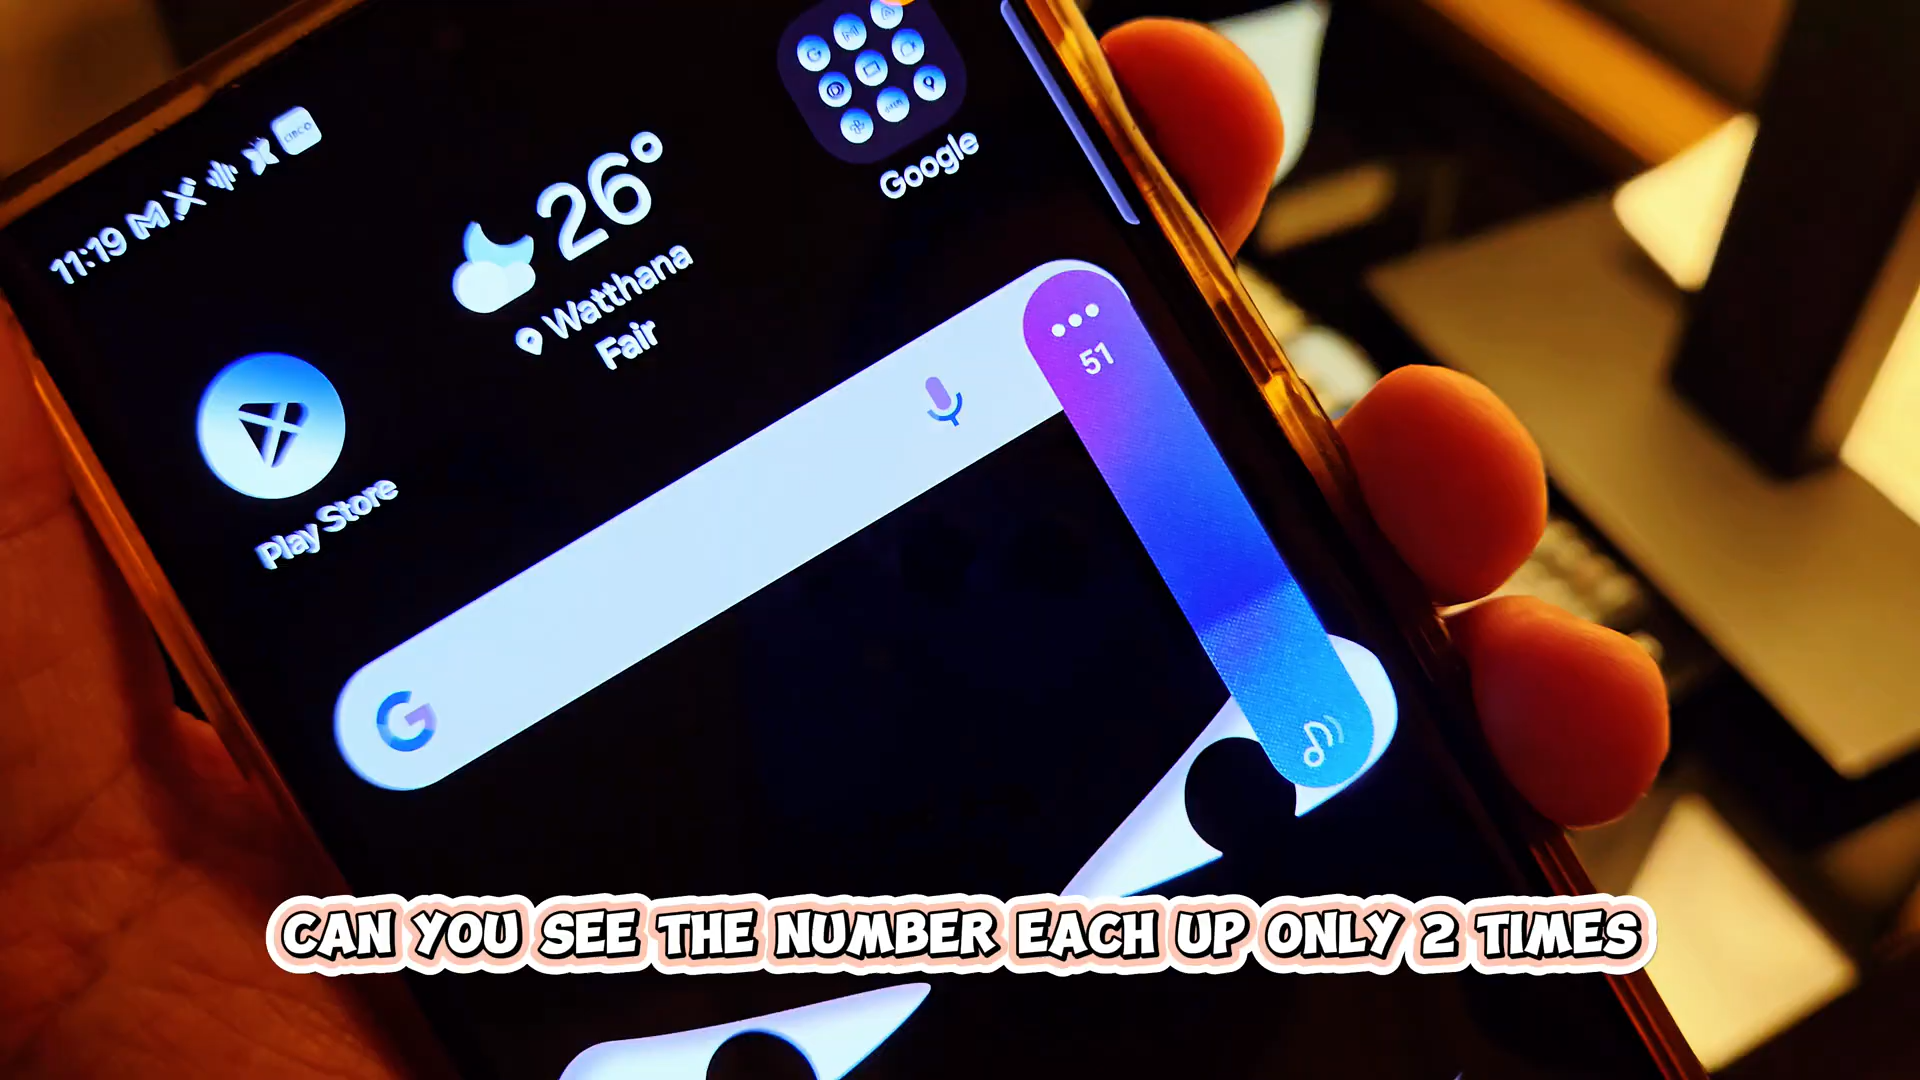 11:19
CIBCO
26°
Watthana
Fair
Google
Play Store
51
G
CAN YOU SEE THE NUMBER EACH UP ONLY 2 TIMES